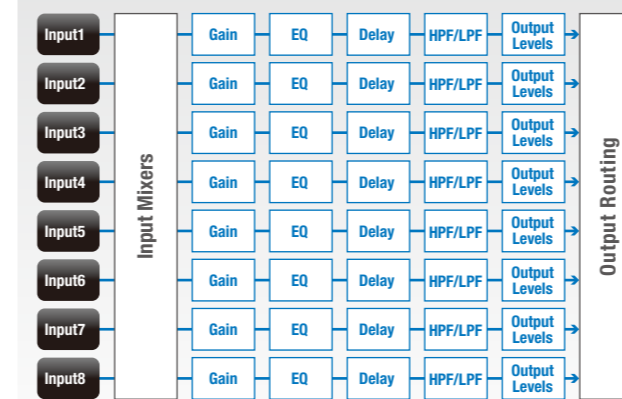 Input1 Gain EQ Delay HPF/LPF Output Levels
Input2 Gain EQ Delay HPF/LPF Output Levels
Input3 Gain EQ Delay HPF/LPF Output Levels
Input4 Gain EQ Delay HPF/LPF Output Levels
Input5 Gain EQ Delay HPF/LPF Output Levels
Input6 Gain EQ Delay HPF/LPF Output Levels
Input7 Gain EQ Delay HPF/LPF Output Levels
Input8 Gain EQ Delay HPF/LPF Output Levels
Input Mixers
Output Routing